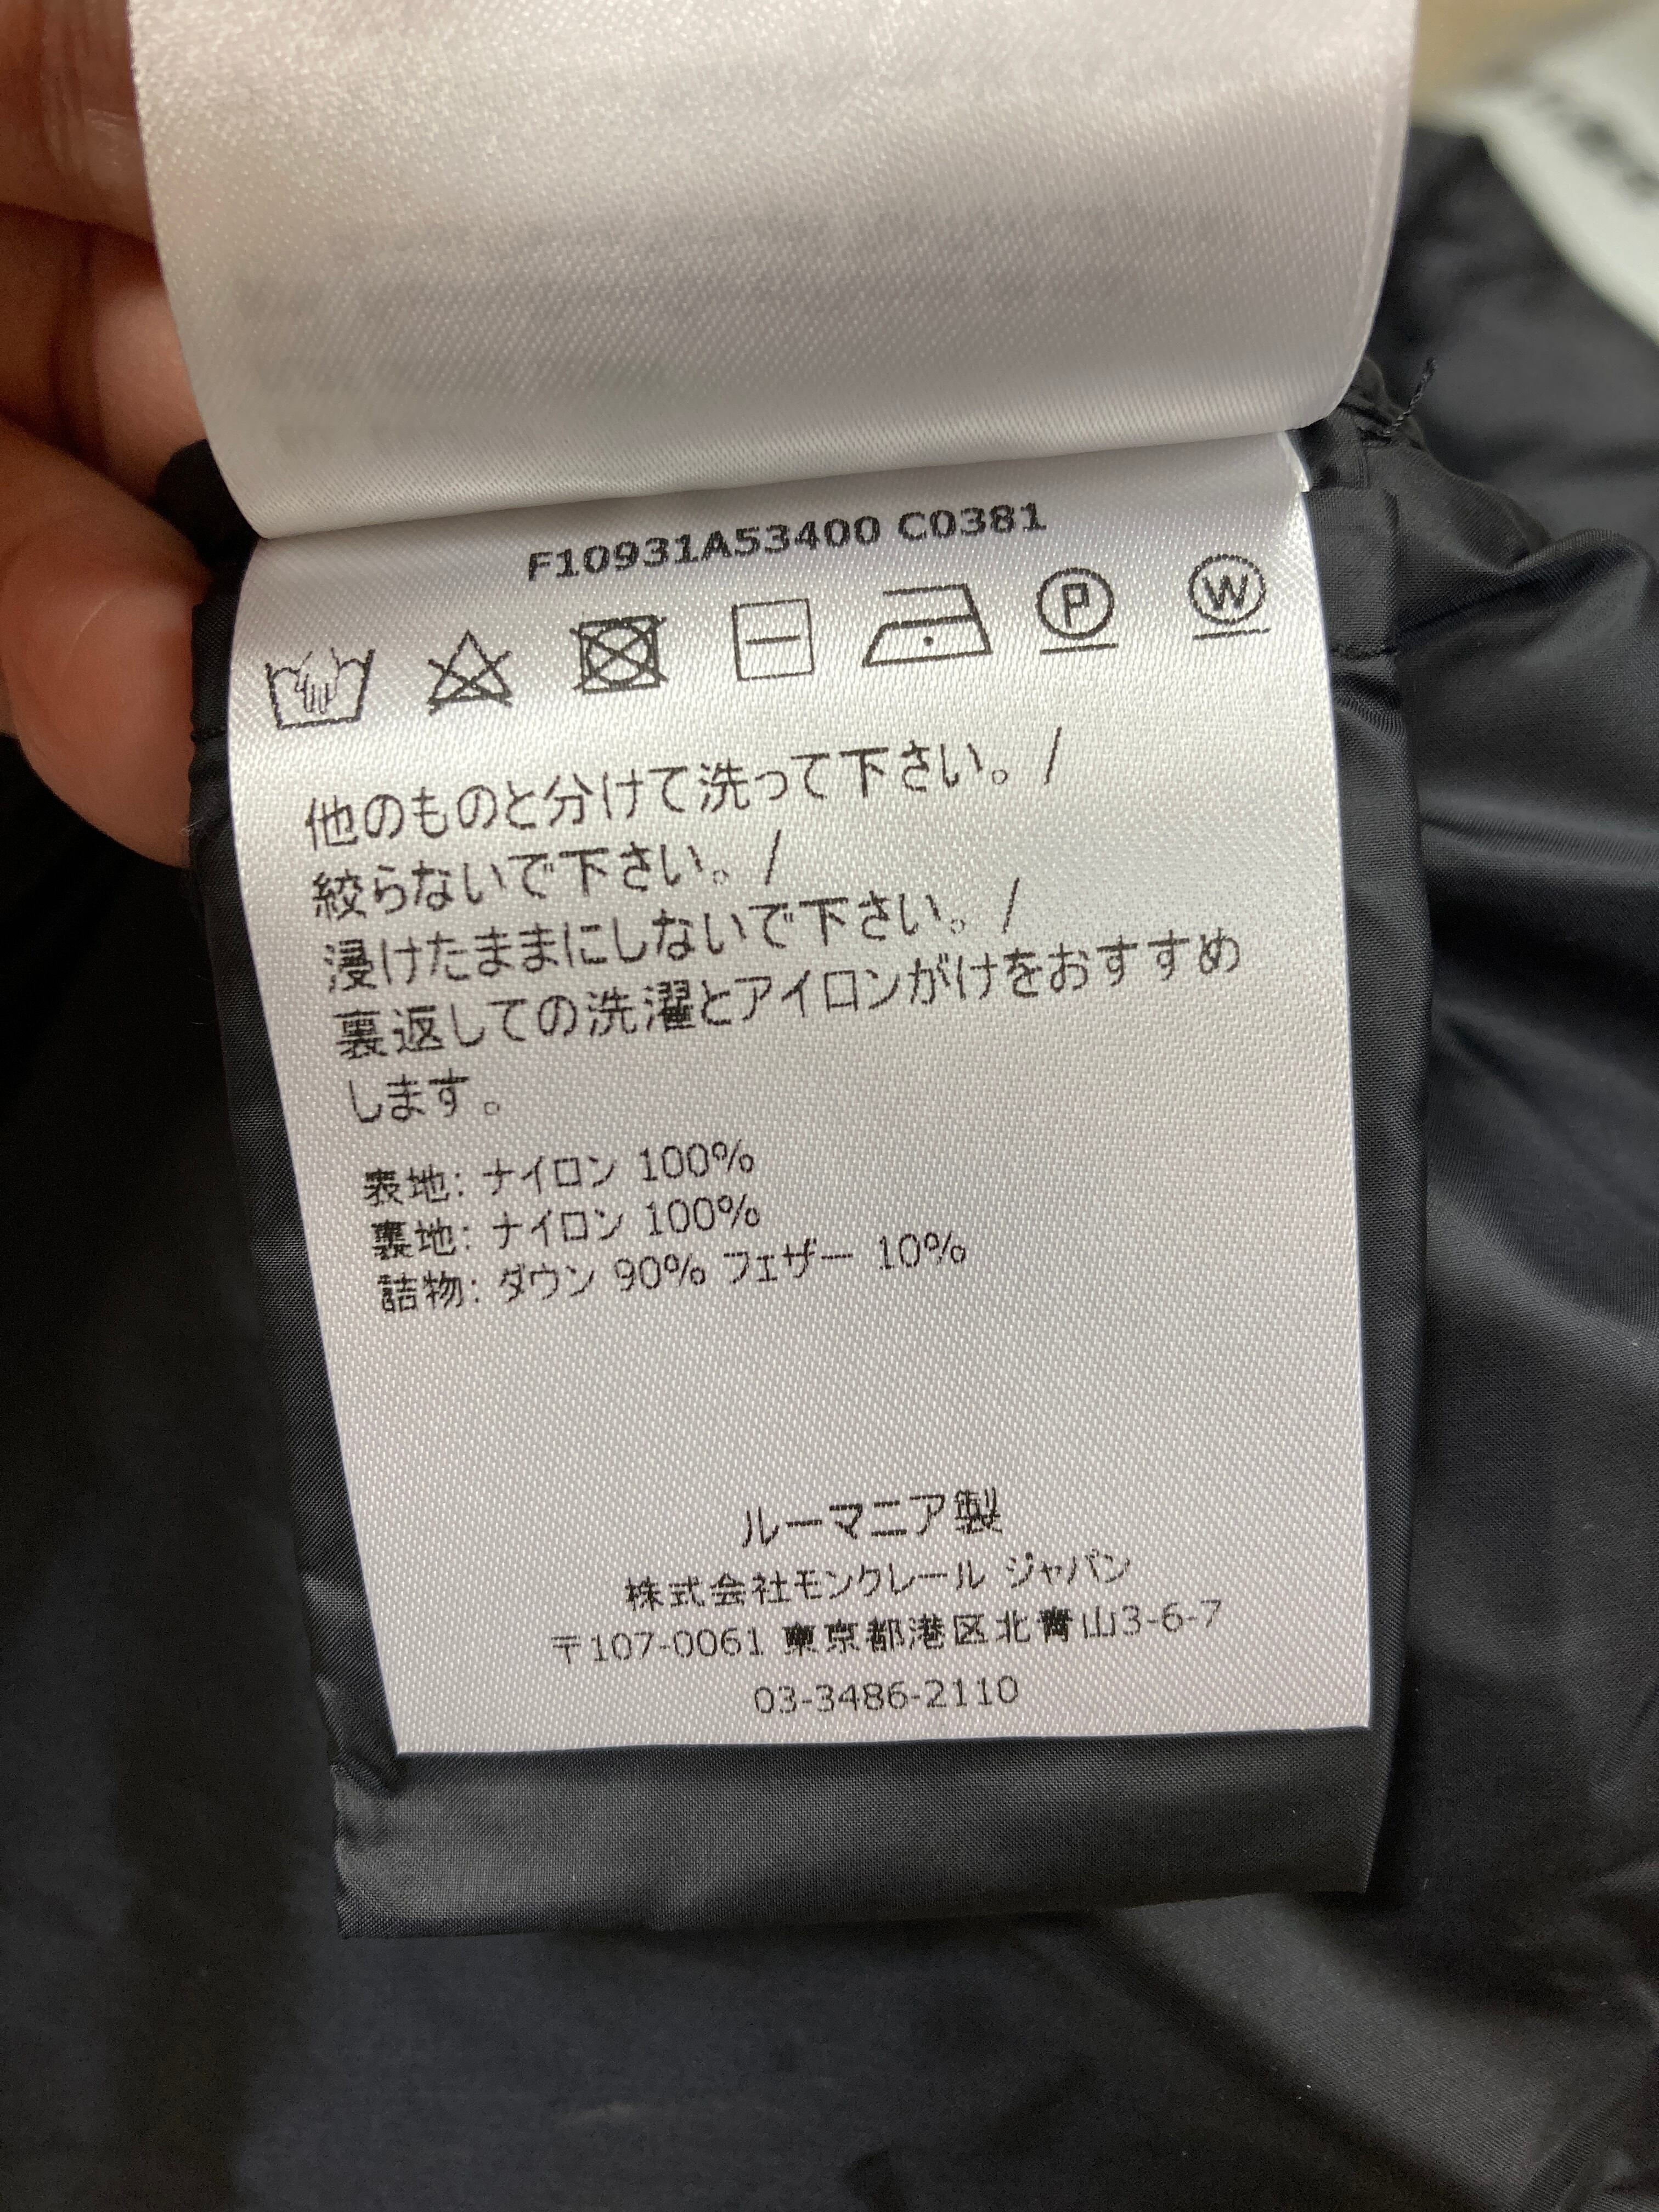 F10931A53400 C0381
P
W
他のものと分けて洗って下さい。/
絞らないで下さい。/
浸けたままにしないで下さい。/
裏返しての洗濯とアイロンがけをおすすめ
します。
表地: ナイロン 100%
裏地: ナイロン 100%
詰物: ダウン 90% フェザー 10%
ルーマニア製
株式会社モンクレール ジャパン
〒107-0061 東京都港区北青山3-6-7
03-3486-2110